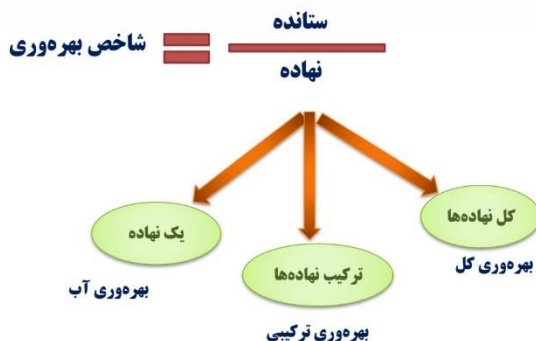 شاخص بهره‌وری = ستانده
نهاده
کل نهاده‌ها
بهره‌وری کل
ترکیب نهاده‌ها
بهره‌وری ترکیبی
یک نهاده
بهره‌وری آب